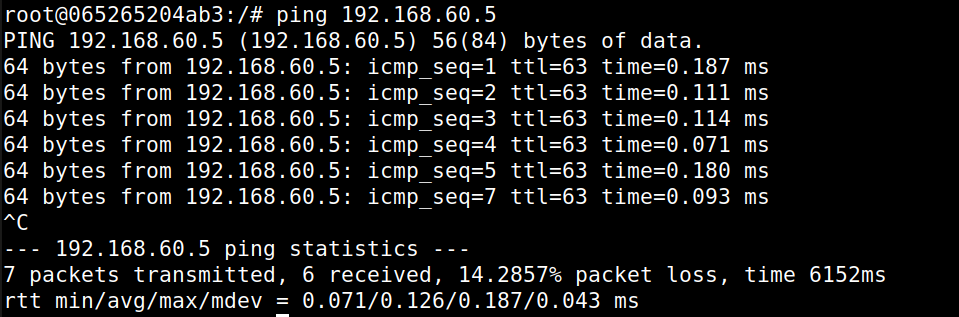 root@065265204ab3:/# ping 192.168.60.5
PING 192.168.60.5 (192.168.60.5) 56(84) bytes of data.
64 bytes from 192.168.60.5: icmp_seq=1 ttl=63 time=0.187 ms
64 bytes from 192.168.60.5: icmp_seq=2 ttl=63 time=0.111 ms
64 bytes from 192.168.60.5: icmp_seq=3 ttl=63 time=0.114 ms
64 bytes from 192.168.60.5: icmp_seq=4 ttl=63 time=0.071 ms
64 bytes from 192.168.60.5: icmp_seq=5 ttl=63 time=0.180 ms
64 bytes from 192.168.60.5: icmp_seq=7 ttl=63 time=0.093 ms
^C
--- 192.168.60.5 ping statistics ---
7 packets transmitted, 6 received, 14.2857% packet loss, time 6152ms
rtt min/avg/max/mdev = 0.071/0.126/0.187/0.043 ms